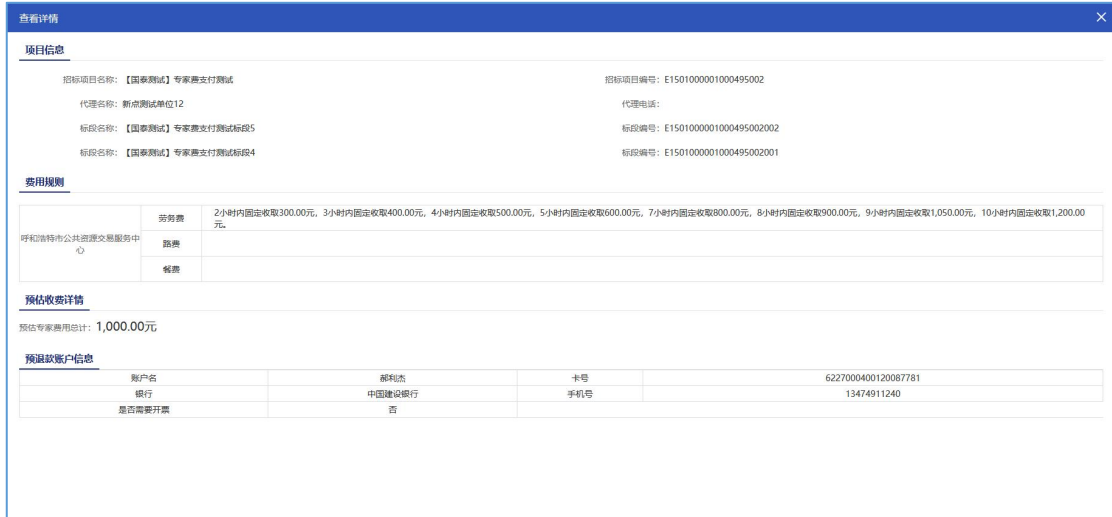 查看详情
项目信息
招标项目名称：【国泰测试】专家费支付测试 招标项目编号：E1501000001000495002
代理名称：新点测试单位12 代理电话：
标段名称：【国泰测试】专家费支付测试标段5 标段编号：E1501000001000495002002
标段名称：【国泰测试】专家费支付测试标段4 标段编号：E1501000001000495002001
费用规则
呼和浩特市公共资源交易服务中
心
劳务费
2小时内固定收取300.00元，3小时内固定收取400.00元，4小时内固定收取500.00元，5小时内固定收取600.00元，7小时内固定收取800.00元，8小时内固定收取900.00元，9小时内固定收取1,050.00元，10小时内固定收取1,200.00
元。
路费
餐费
预估收费详情
预估专家费用总计：1,000.00元
预退款账户信息
账户名 郝利杰 卡号 6227000400120087781
银行 中国建设银行 手机号 13474911240
是否需要开票 否